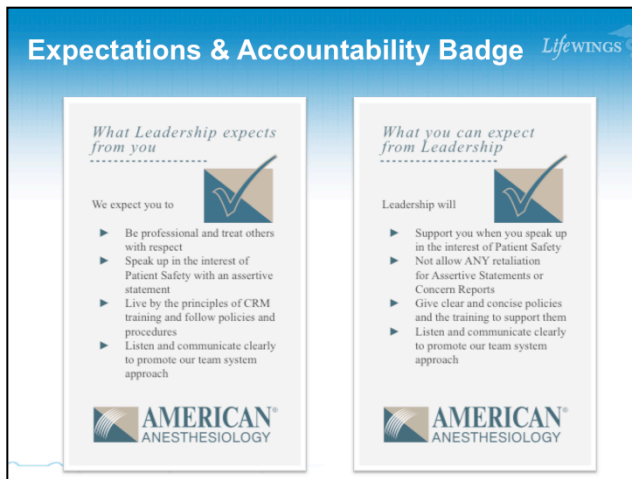 Expectations & Accountability Badge
LifeWINGS
What Leadership expects
from you
We expect you to
► Be professional and treat others
with respect
► Speak up in the interest of
Patient Safety with an assertive
statement
► Live by the principles of CRM
training and follow policies and
procedures
► Listen and communicate clearly
to promote our team system
approach
AMERICAN®
ANESTHESIOLOGY
What you can expect
from Leadership
Leadership will
► Support you when you speak up
in the interest of Patient Safety
► Not allow ANY retaliation
for Assertive Statements or
Concern Reports
► Give clear and concise policies
and the training to support them
► Listen and communicate clearly
to promote our team system
approach
AMERICAN®
ANESTHESIOLOGY